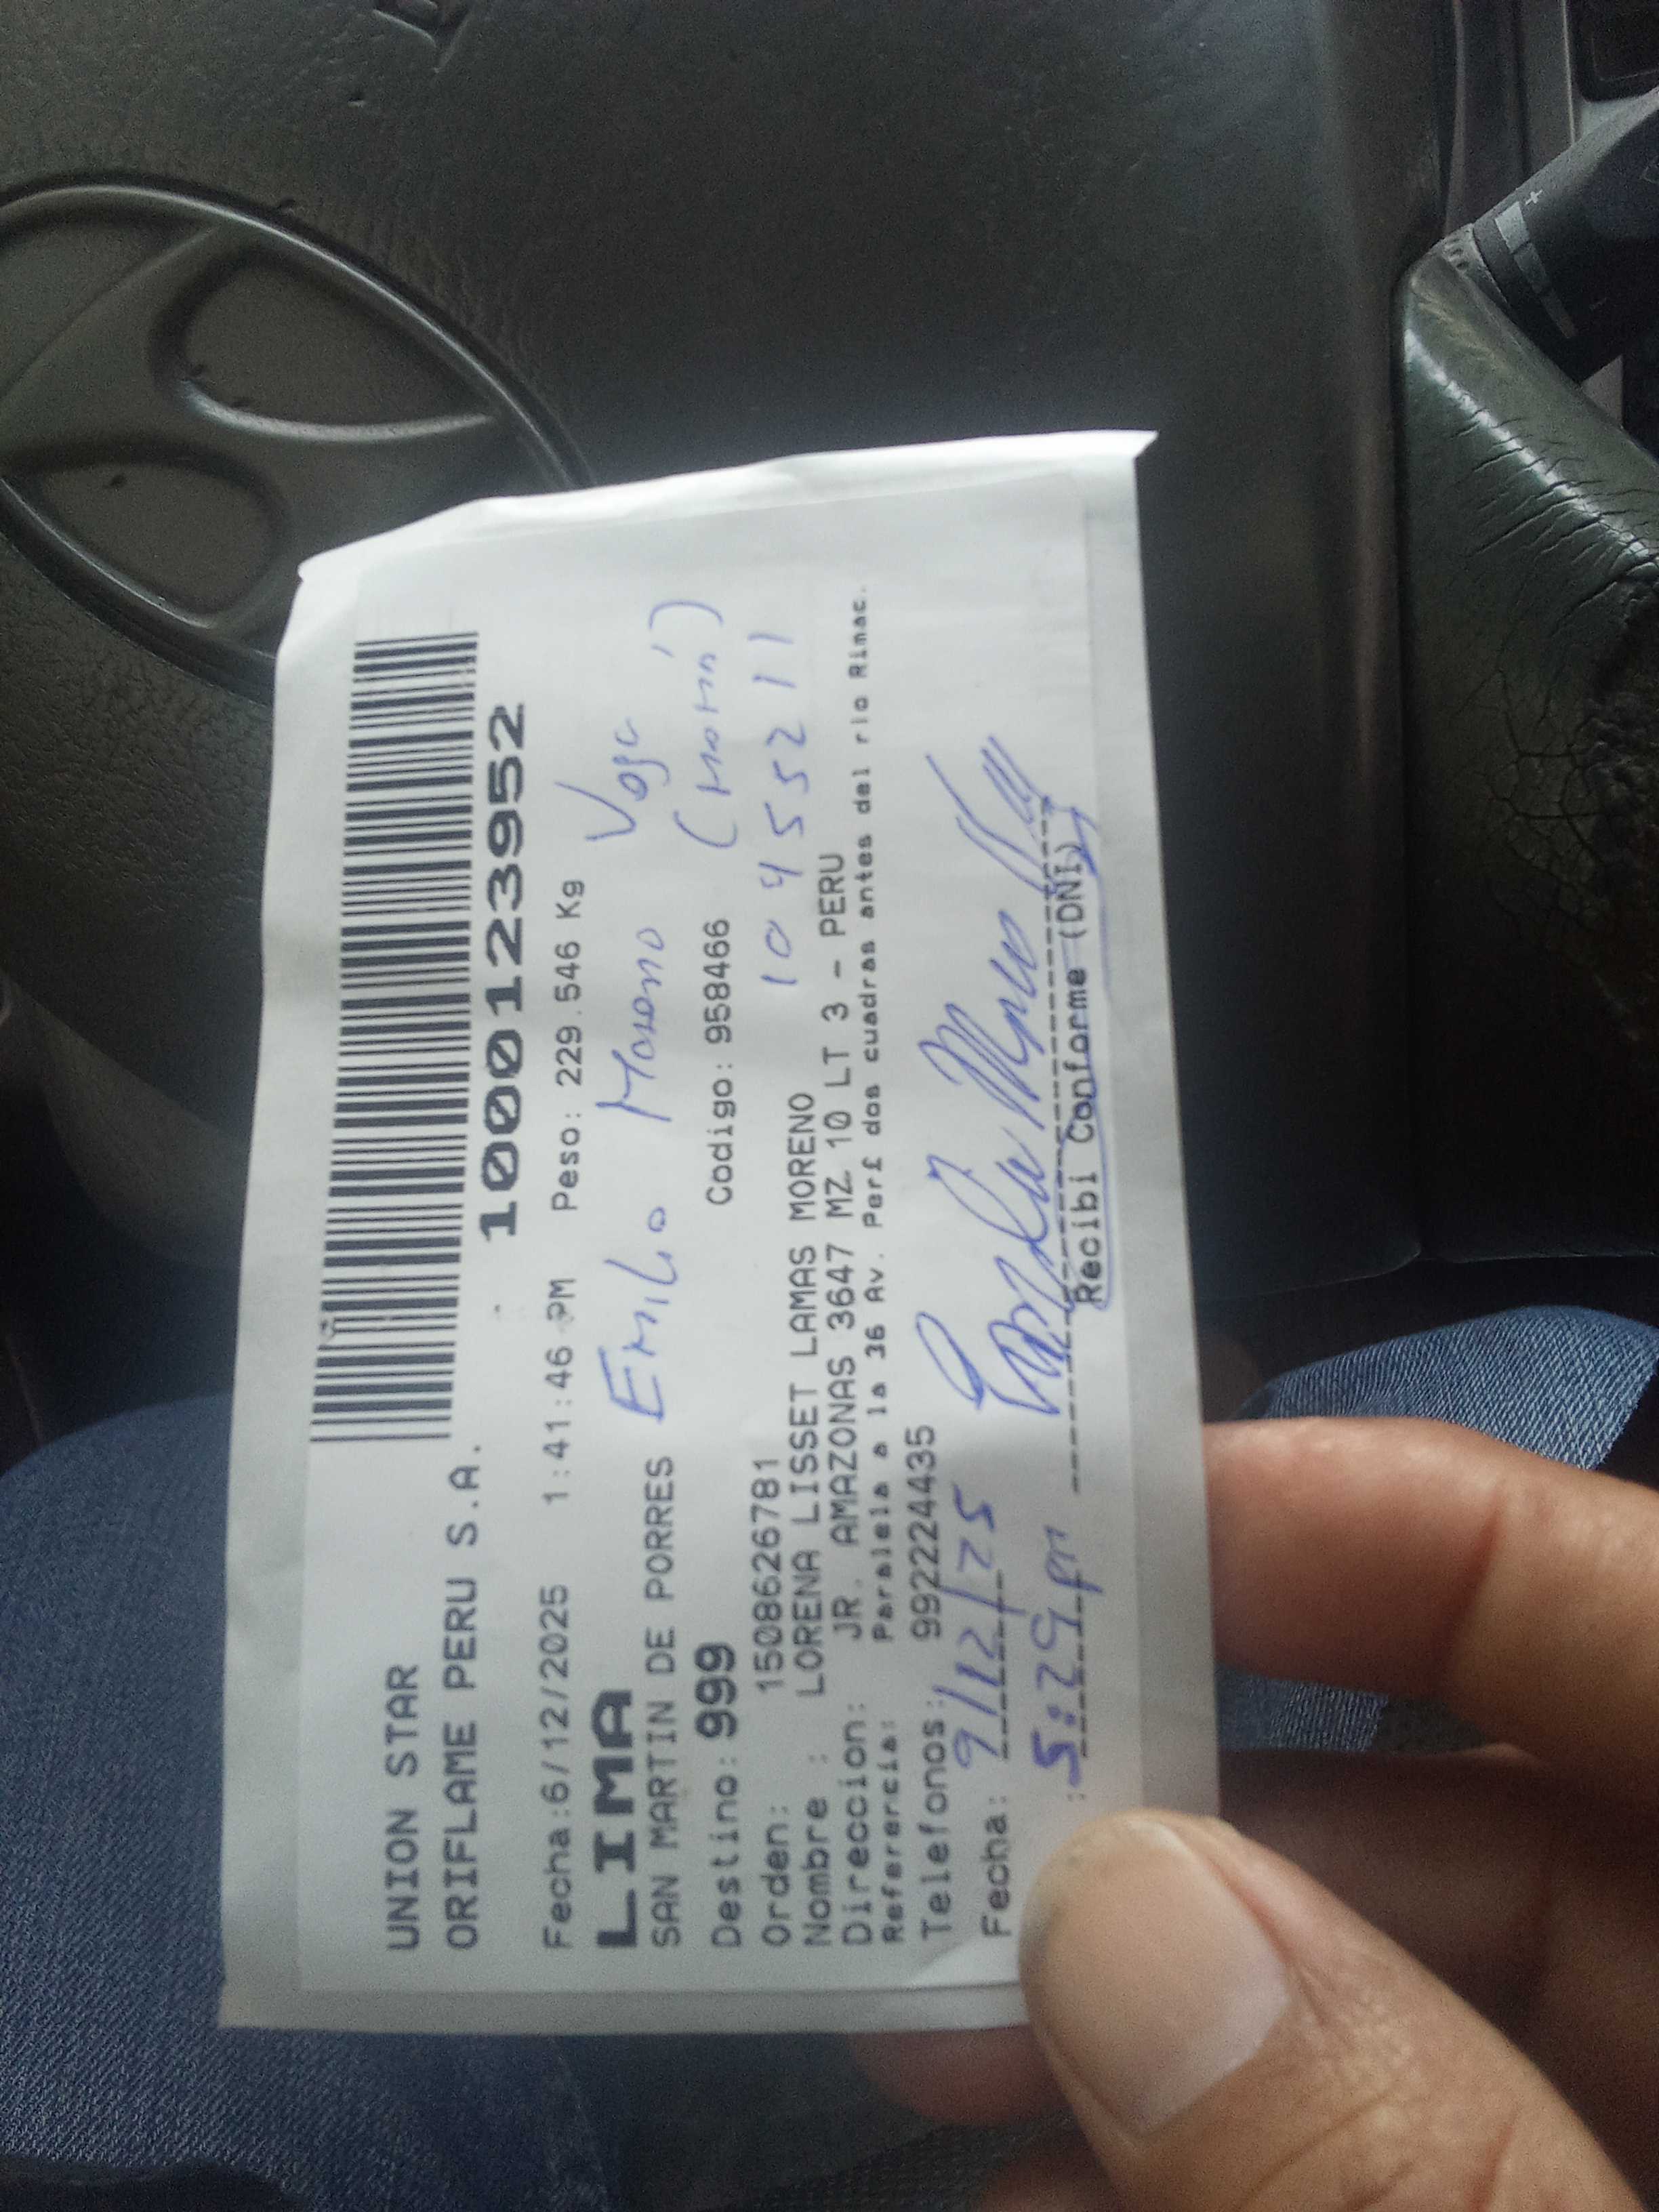 UNION STAR
ORIFLAME PERU S.A. 1000123952
Fecha:6/12/2025 1:41:46 PM Peso: 229.546 Kg
LIMA
SAN MARTIN DE PORRES Emilio Moreno Vega
Destino: 999 Codigo: 958466
Orden: 1508626781 10455211
Nombre : LORENA LISSET LAMAS MORENO
Direccion: JR. AMAZONAS 3647 MZ 10 LT 3 - PERU
Referencia: Paralela a la 36 Av. Per£ dos cuadras antes del rio Rimac.
Telefonos: 992224435
Fecha: 9/12/25
: 5:29 pm
Recibi Conforme (DNI)